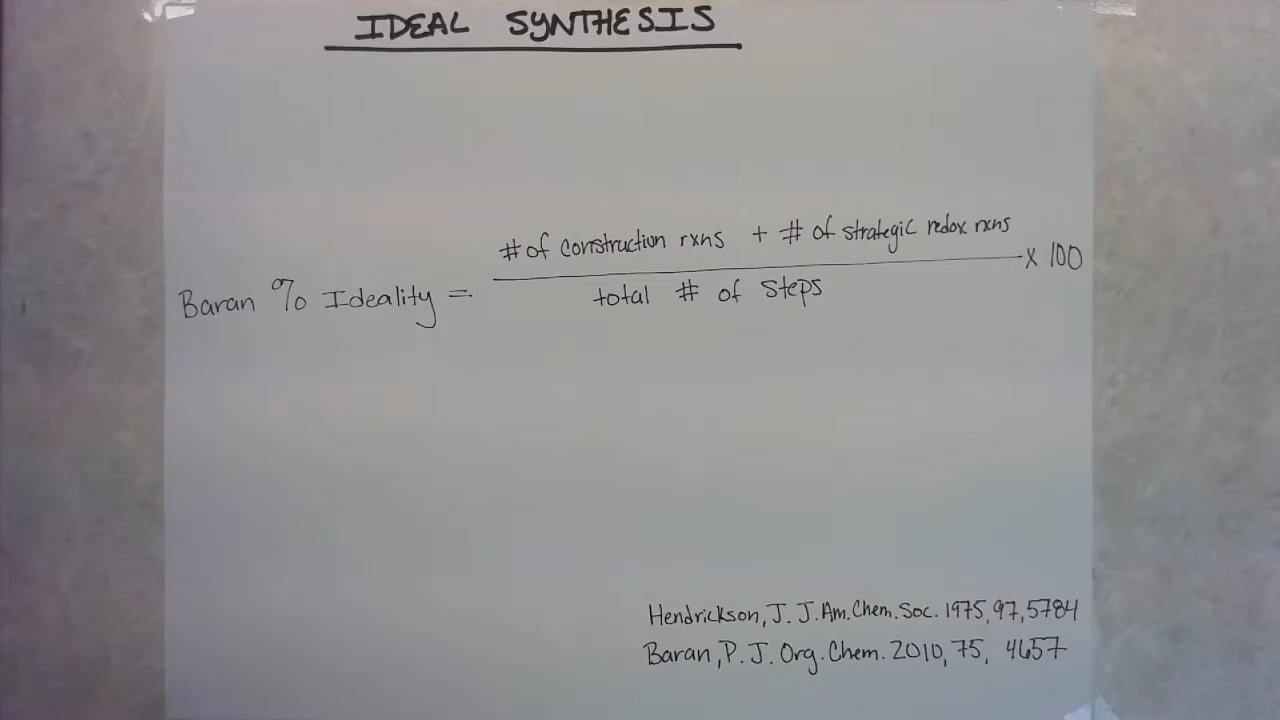 IDEAL SYNTHESIS
# of construction rxns + # of strategic redox rxns
Baran % Ideality = x 100
total # of steps
Hendrickson, J. J. Am. Chem. Soc. 1975, 97, 5784
Baran, P. J. Org. Chem. 2010, 75, 4657